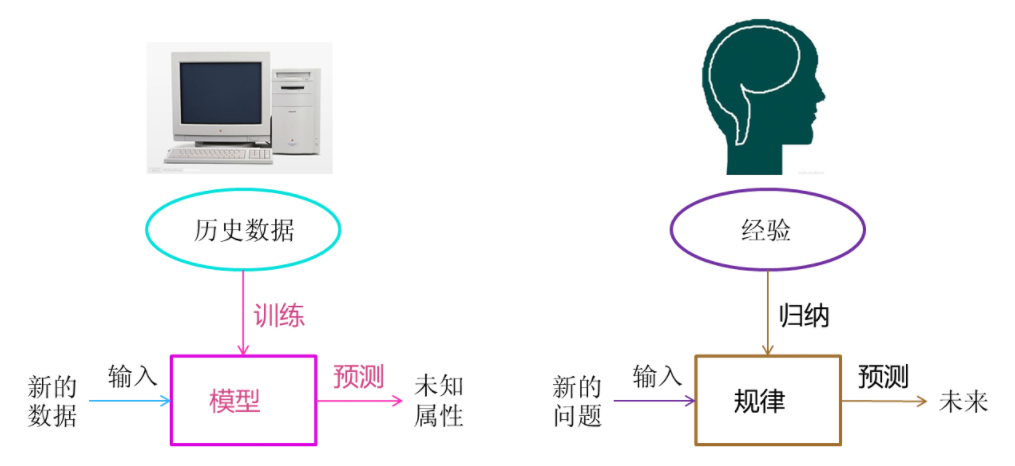 历史数据
训练
新的
数据
输入
模型
预测
未知
属性
经验
归纳
新的
问题
输入
规律
预测
未来